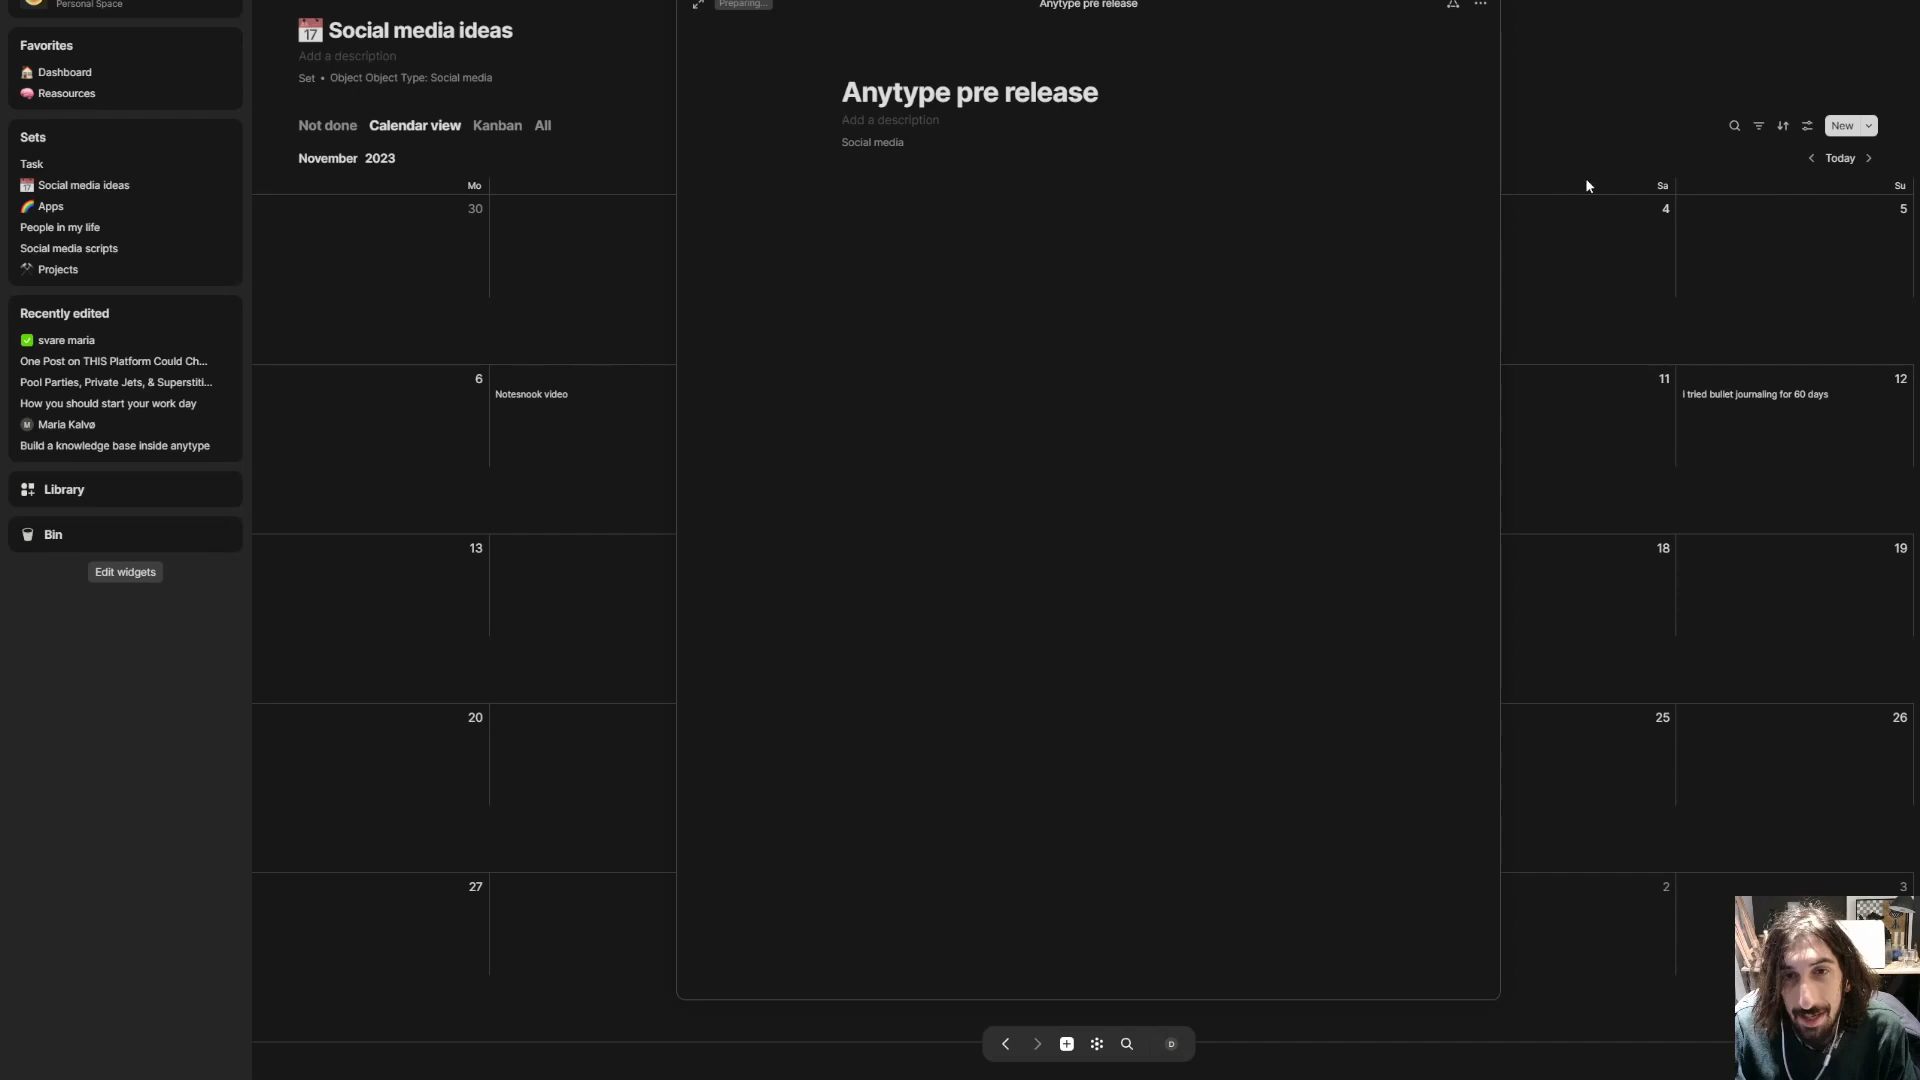 Personal Space
Favorites
Dashboard
Reasources
Sets
Task
Social media ideas
Apps
People in my life
Social media scripts
Projects
Recently edited
svare maria
One Post on THIS Platform Could Ch...
Pool Parties, Private Jets, & Superstiti...
How you should start your work day
M Maria Kalvø
Build a knowledge base inside anytype
Library
Bin
Edit widgets
17 Social media ideas
Add a description
Set • Object Object Type: Social media
Not done Calendar view Kanban All
November 2023
New
Today
Mo Sa Su
30 4 5
6 11 12
Notesnook video
i tried bullet journaling for 60 days
13 18 19
20 25 26
27 2 3
Preparing...
Anytype pre release
Anytype pre release
Add a description
Social media
D